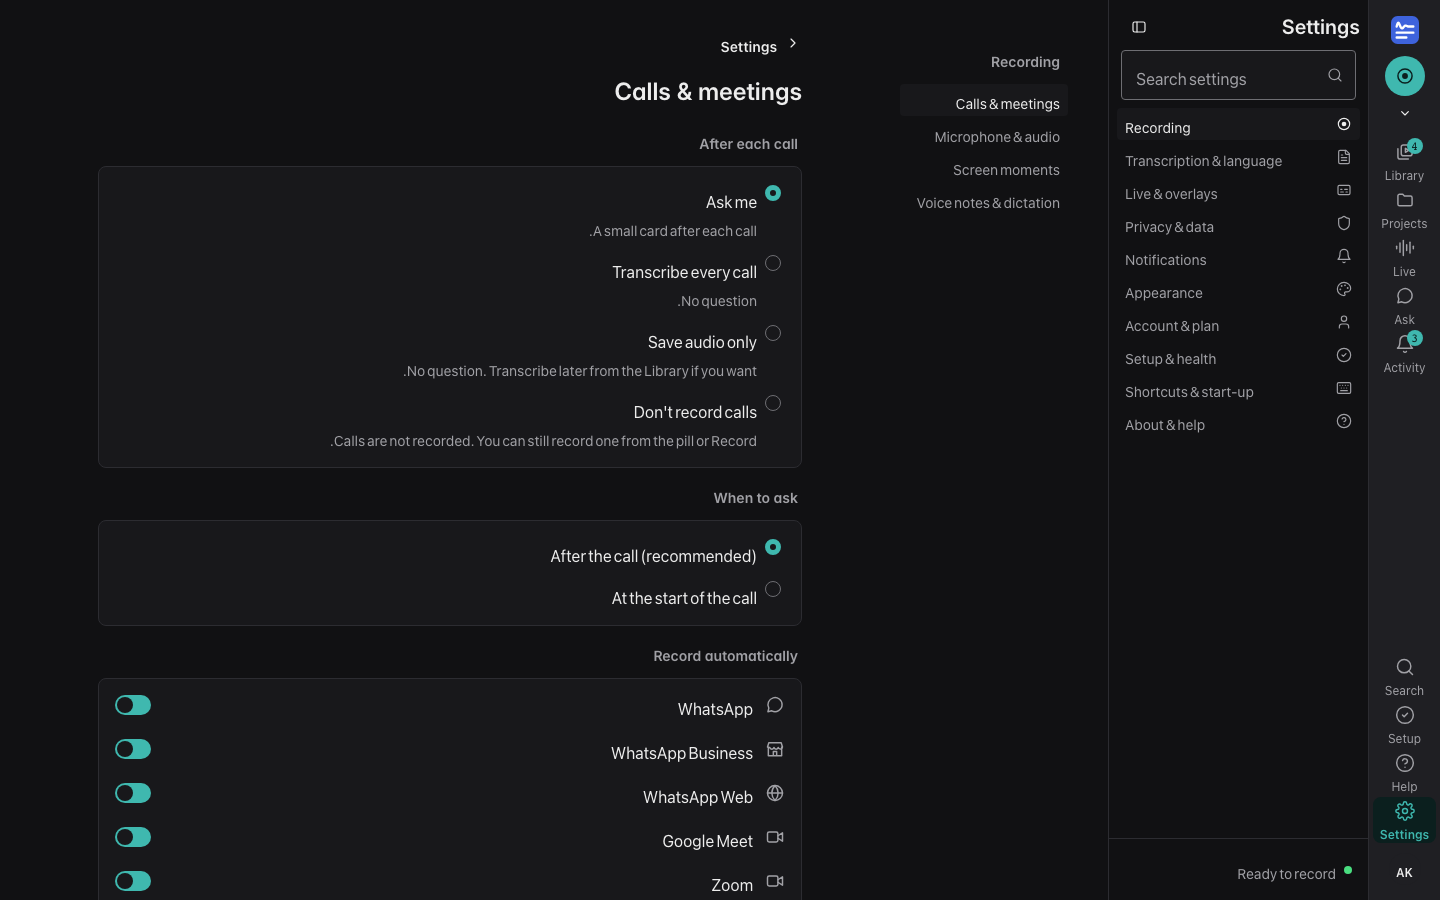 Settings
Calls & meetings
After each call
Ask me
.A small card after each call
Transcribe every call
.No question
Save audio only
.No question. Transcribe later from the Library if you want
Don't record calls
.Calls are not recorded. You can still record one from the pill or Record
When to ask
After the call (recommended)
At the start of the call
Record automatically
WhatsApp
WhatsApp Business
WhatsApp Web
Google Meet
Zoom
Recording
Calls & meetings
Microphone & audio
Screen moments
Voice notes & dictation
Settings
Search settings
Recording
Transcription & language
Live & overlays
Privacy & data
Notifications
Appearance
Account & plan
Setup & health
Shortcuts & start-up
About & help
Ready to record
4
Library
Projects
Live
Ask
3
Activity
Search
Setup
Help
Settings
AK